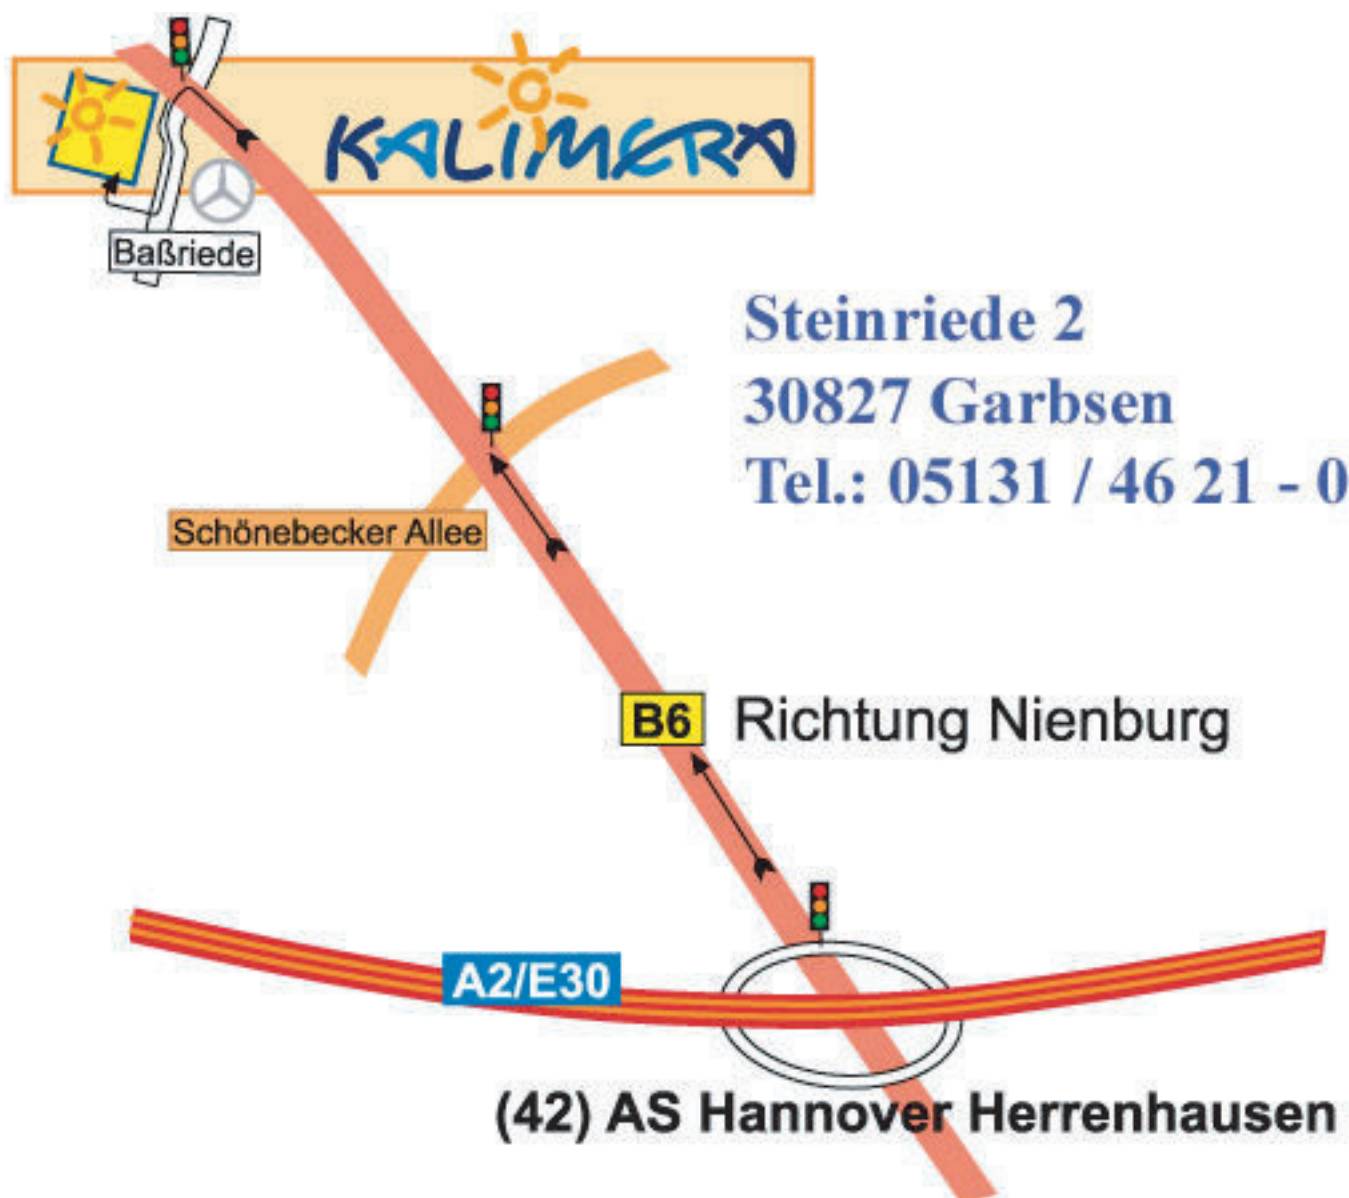 KALIMERA
Baßriede
Steinriede 2
30827 Garbsen
Tel.: 05131 / 46 21 - 0
Schönebecker Allee
B6 Richtung Nienburg
A2/E30
(42) AS Hannover Herrenhausen